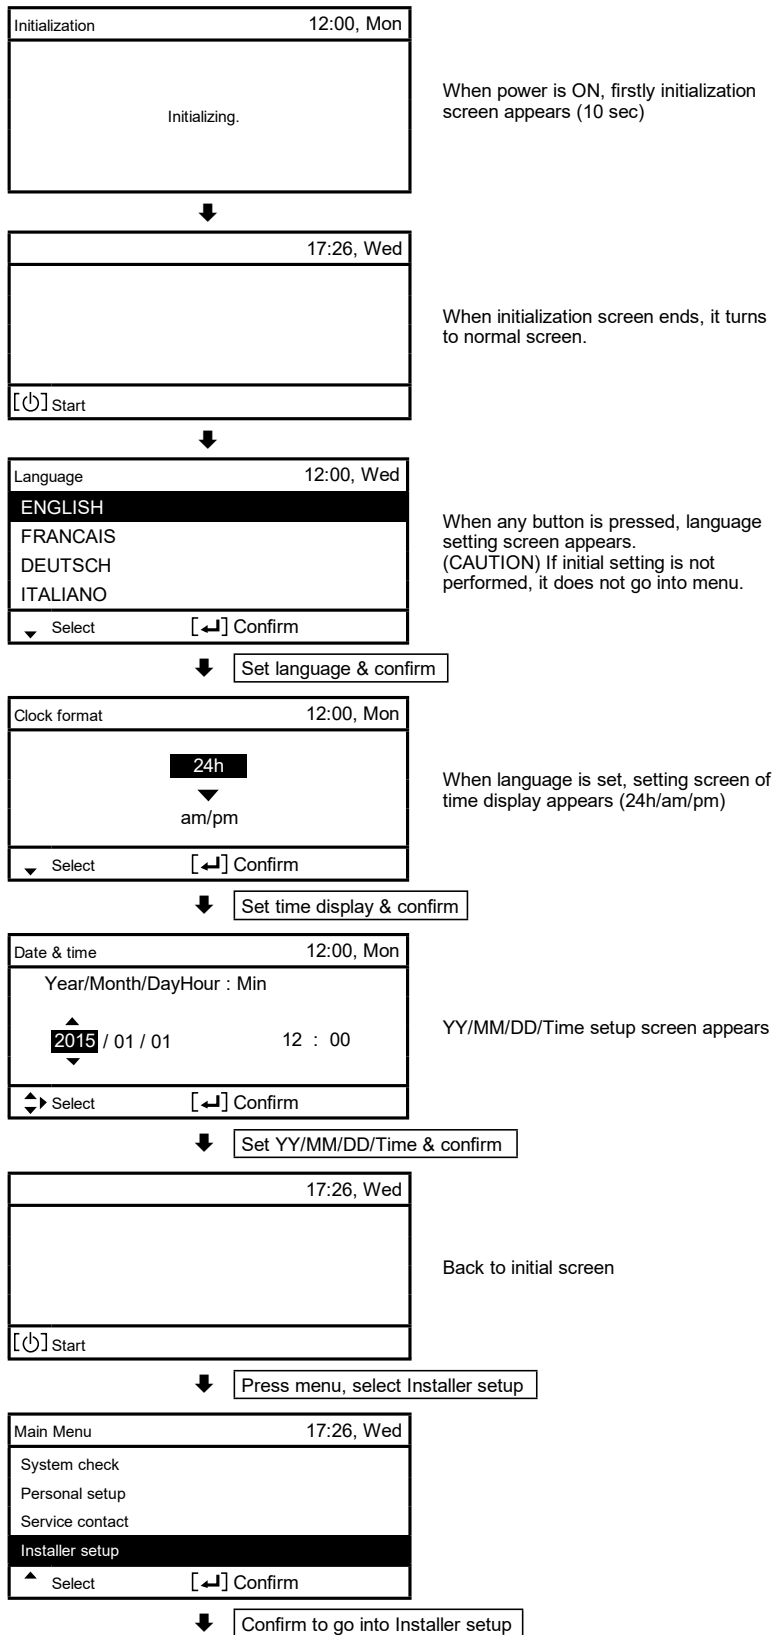 Initialization 12:00, Mon
Initializing.
When power is ON, firstly initialization
screen appears (10 sec)
17:26, Wed
[⏻] Start
When initialization screen ends, it turns
to normal screen.
Language 12:00, Wed
ENGLISH
FRANCAIS
DEUTSCH
ITALIANO
Select [↵] Confirm
When any button is pressed, language
setting screen appears.
(CAUTION) If initial setting is not
performed, it does not go into menu.
Set language & confirm
Clock format 12:00, Mon
24h
am/pm
Select [↵] Confirm
When language is set, setting screen of
time display appears (24h/am/pm)
Set time display & confirm
Date & time 12:00, Mon
Year/Month/DayHour : Min
2015 / 01 / 01 12 : 00
Select [↵] Confirm
YY/MM/DD/Time setup screen appears
Set YY/MM/DD/Time & confirm
17:26, Wed
[⏻] Start
Back to initial screen
Press menu, select Installer setup
Main Menu 17:26, Wed
System check
Personal setup
Service contact
Installer setup
Select [↵] Confirm
Confirm to go into Installer setup